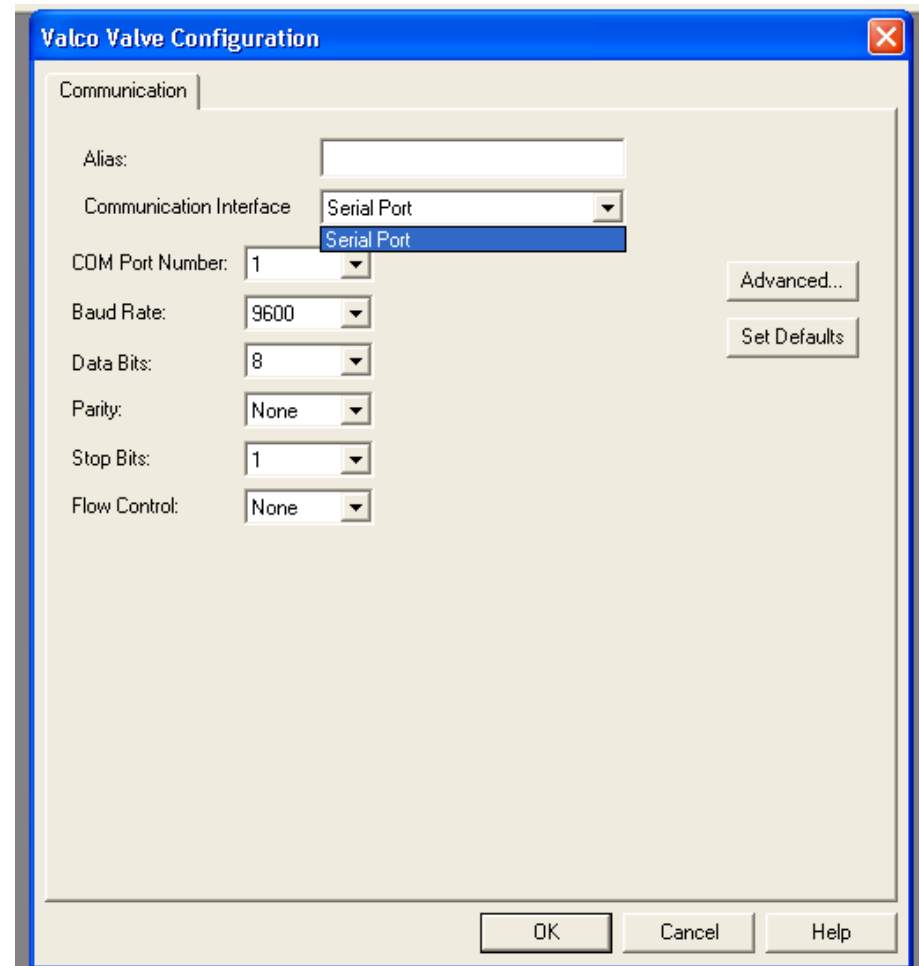 Valco Valve Configuration
Communication
Alias:
Communication Interface Serial Port
Serial Port
COM Port Number: 1
Advanced...
Baud Rate: 9600
Set Defaults
Data Bits: 8
Parity: None
Stop Bits: 1
Flow Control: None
OK Cancel Help